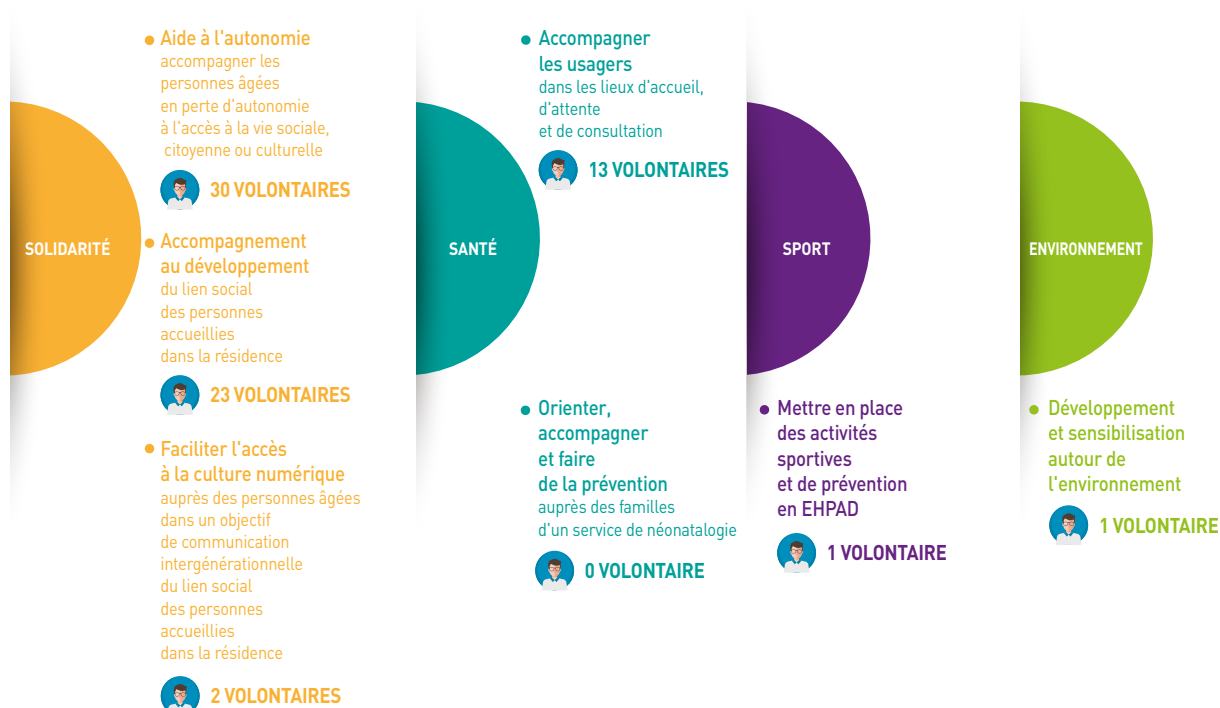 SOLIDARITÉ
Aide à l'autonomie
accompagner les
personnes âgées
en perte d'autonomie
à l'accès à la vie sociale,
citoyenne ou culturelle
30 VOLONTAIRES
Accompagnement
au développement
du lien social
des personnes
accueillies
dans la résidence
23 VOLONTAIRES
Faciliter l'accès
à la culture numérique
auprès des personnes âgées
dans un objectif
de communication
intergénérationnelle
du lien social
des personnes
accueillies
dans la résidence
2 VOLONTAIRES
SANTÉ
Accompagner
les usagers
dans les lieux d'accueil,
d'attente
et de consultation
13 VOLONTAIRES
Orienter,
accompagner
et faire
de la prévention
auprès des familles
d'un service de néonatalogie
0 VOLONTAIRE
SPORT
Mettre en place
des activités
sportives
et de prévention
en EHPAD
1 VOLONTAIRE
ENVIRONNEMENT
Développement
et sensibilisation
autour de
l'environnement
1 VOLONTAIRE